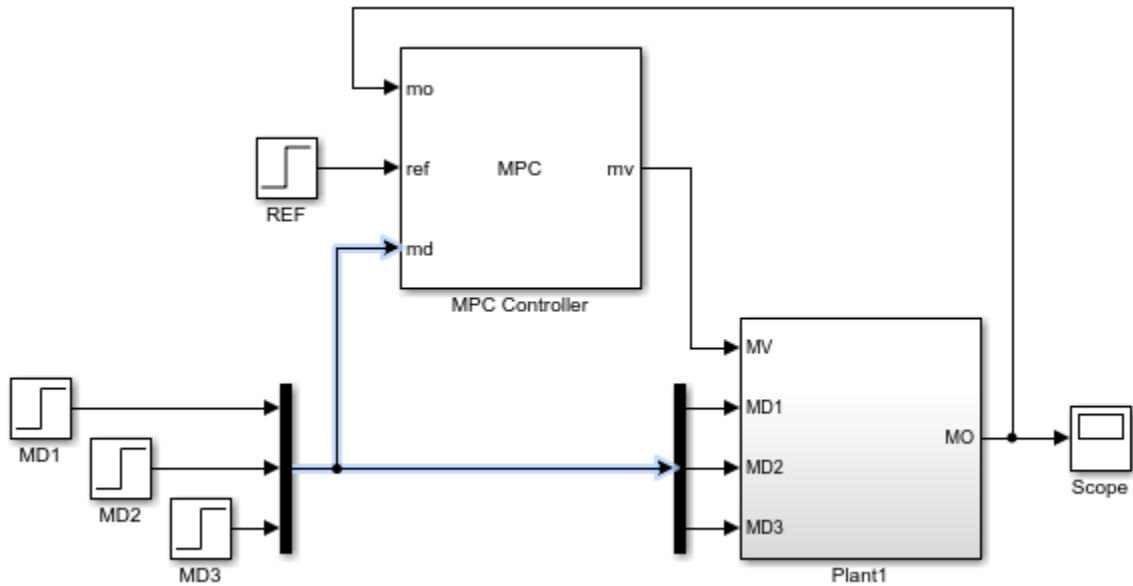 mo
ref
MPC
mv
md
REF
MPC Controller
MV
MD1
MD2
MO
MD3
Plant1
Scope
MD1
MD2
MD3